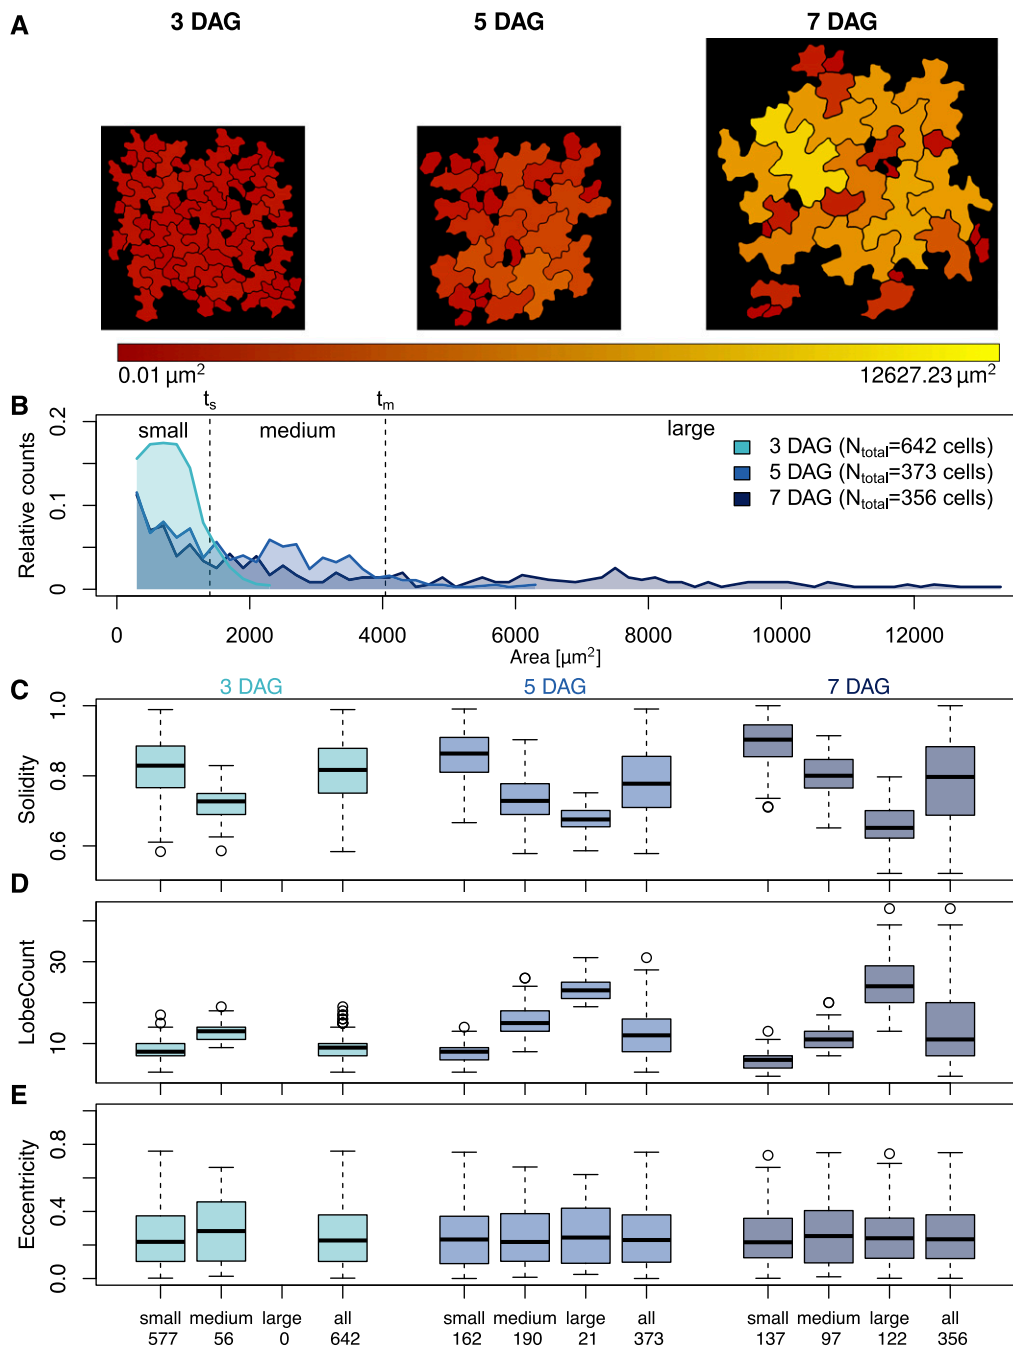 A 3 DAG 5 DAG 7 DAG
0.01 µm² 12627.23 µm²
B tₛ tₘ
small medium large
3 DAG (Nₜₒₜₐₗ=642 cells)
5 DAG (Nₜₒₜₐₗ=373 cells)
7 DAG (Nₜₒₜₐₗ=356 cells)
Relative counts
0.2
0.1
0
0 2000 4000 6000 8000 10000 12000
Area [µm²]
C 3 DAG 5 DAG 7 DAG
Solidity
1.0
0.8
0.6
D
LobeCount
30
10
E
Eccentricity
0.8
0.4
0.0
small medium large all small medium large all small medium large all
577 56 0 642 162 190 21 373 137 97 122 356